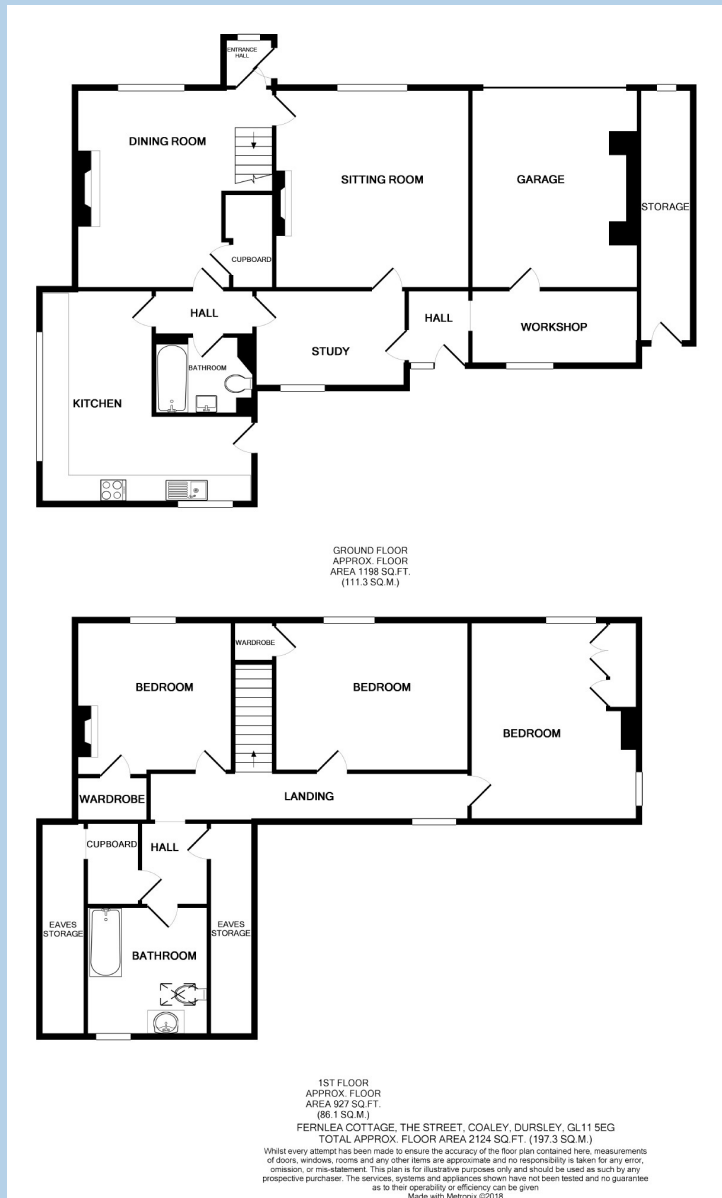 ENTRANCE
HALL
DINING ROOM
SITTING ROOM
GARAGE
STORAGE
CUPBOARD
HALL
HALL
WORKSHOP
STUDY
BATHROOM
KITCHEN
GROUND FLOOR
APPROX. FLOOR
AREA 1198 SQ.FT.
(111.3 SQ.M.)
WARDROBE
BEDROOM
BEDROOM
BEDROOM
WARDROBE
LANDING
CUPBOARD
HALL
EAVES
STORAGE
EAVES
STORAGE
BATHROOM
1ST FLOOR
APPROX. FLOOR
AREA 927 SQ.FT.
(86.1 SQ.M.)
FERNLEA COTTAGE, THE STREET, COALEY, DURSLEY, GL11 5EG
TOTAL APPROX. FLOOR AREA 2124 SQ.FT. (197.3 SQ.M.)
Whilst every attempt has been made to ensure the accuracy of the floor plan contained here, measurements
of doors, windows, rooms and any other items are approximate and no responsibility is taken for any error,
omission, or mis-statement. This plan is for illustrative purposes only and should be used as such by any
prospective purchaser. The services, systems and appliances shown have not been tested and no guarantee
as to their operability or efficiency can be given
Made with Metropix ©2018